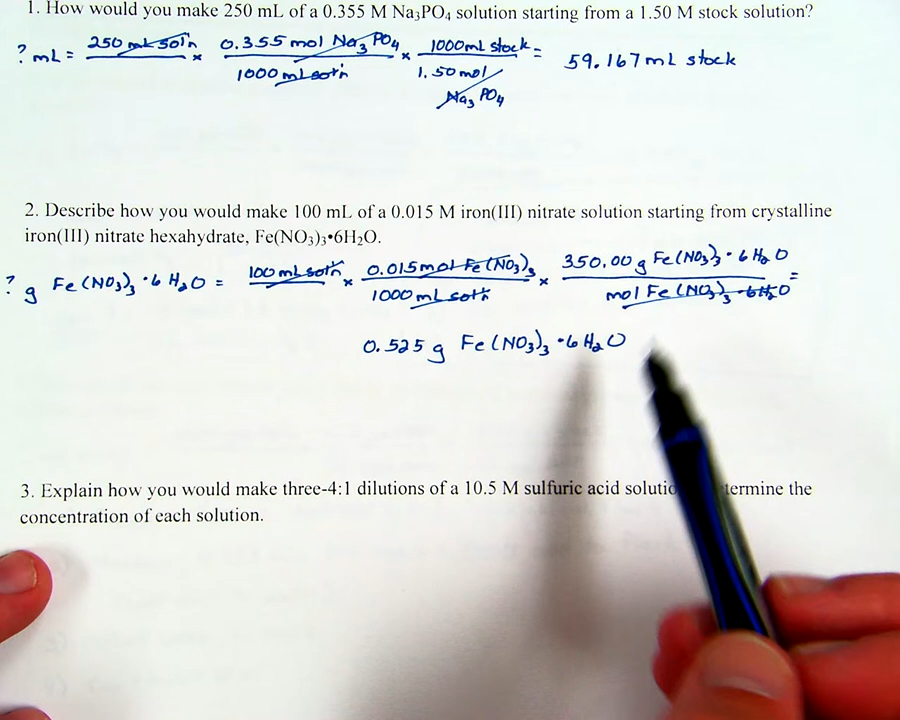 1. How would you make 250 mL of a 0.355 M Na₃PO₄ solution starting from a 1.50 M stock solution?
? mL = 250 mL sol'n × 0.355 mol Na₃PO₄ × 1000 mL stock = 59.167 mL stock
1000 mL sol'n 1.50 mol
Na₃PO₄
2. Describe how you would make 100 mL of a 0.015 M iron(III) nitrate solution starting from crystalline
iron(III) nitrate hexahydrate, Fe(NO₃)₃•6H₂O.
? g Fe(NO₃)₃ · 6 H₂O = 100 mL sol'n × 0.015 mol Fe(NO₃)₃ × 350.00 g Fe(NO₃)₃ · 6 H₂O =
1000 mL sol'n mol Fe(NO₃)₃ · 6H₂O
0.525 g Fe(NO₃)₃ · 6 H₂O
3. Explain how you would make three-4:1 dilutions of a 10.5 M sulfuric acid the
concentration of each solution.